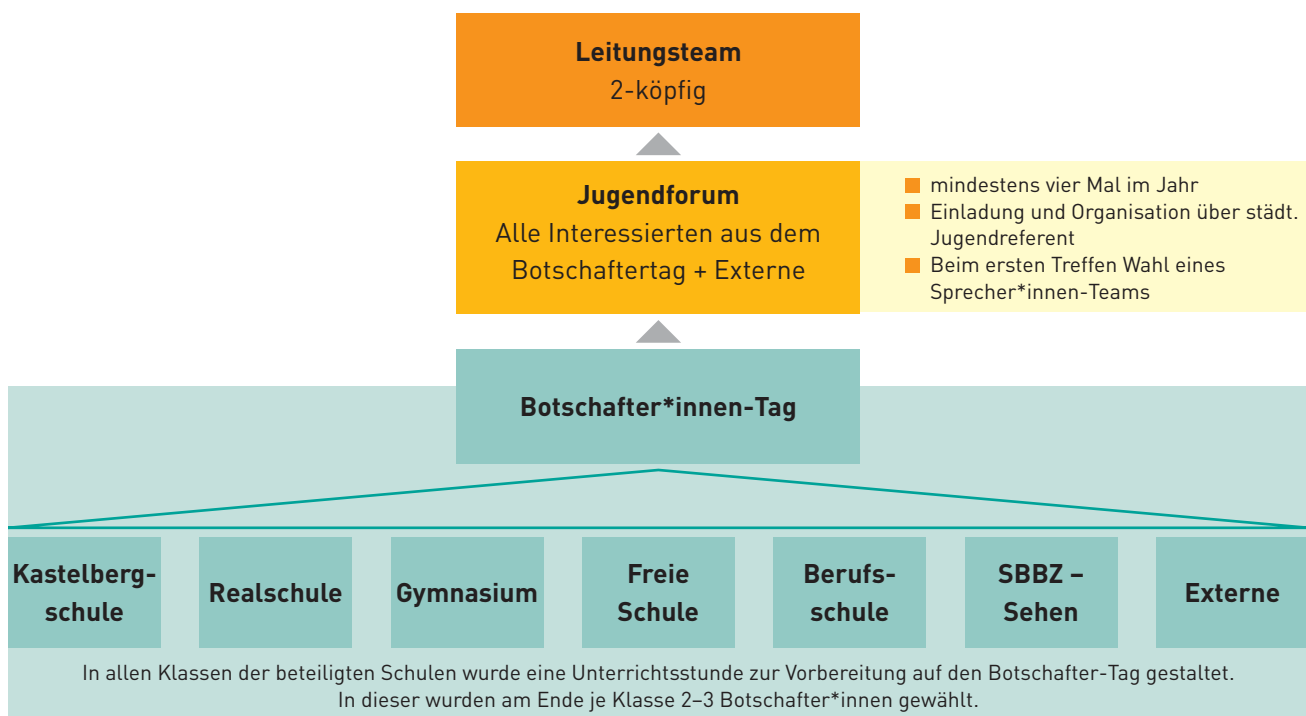 Leitungsteam
2-köpfig
Jugendforum
Alle Interessierten aus dem
Botschaftertag + Externe
mindestens vier Mal im Jahr
Einladung und Organisation über städt.
Jugendreferent
Beim ersten Treffen Wahl eines
Sprecher*innen-Teams
Botschafter*innen-Tag
Kastelberg-
schule
Realschule
Gymnasium
Freie
Schule
Berufs-
schule
SBBZ –
Sehen
Externe
In allen Klassen der beteiligten Schulen wurde eine Unterrichtsstunde zur Vorbereitung auf den Botschafter-Tag gestaltet.
In dieser wurden am Ende je Klasse 2–3 Botschafter*innen gewählt.